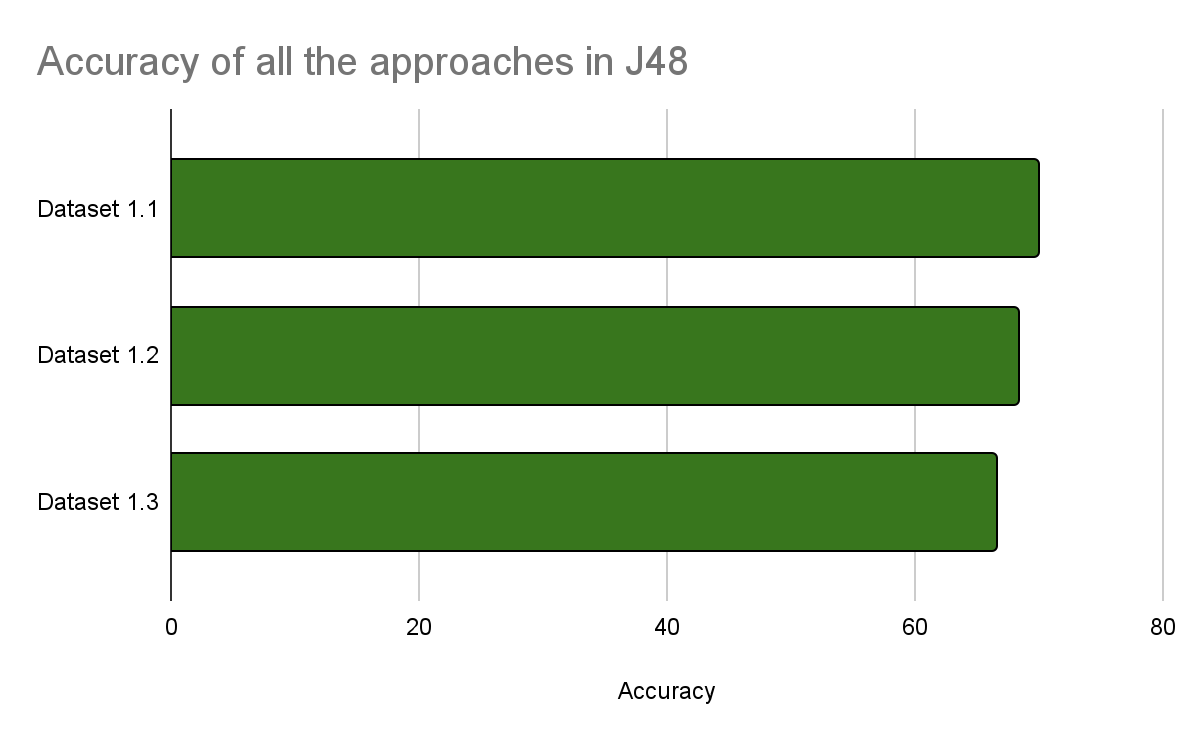 Accuracy of all the approaches in J48
Dataset 1.1
Dataset 1.2
Dataset 1.3
0 20 40 60 80
Accuracy